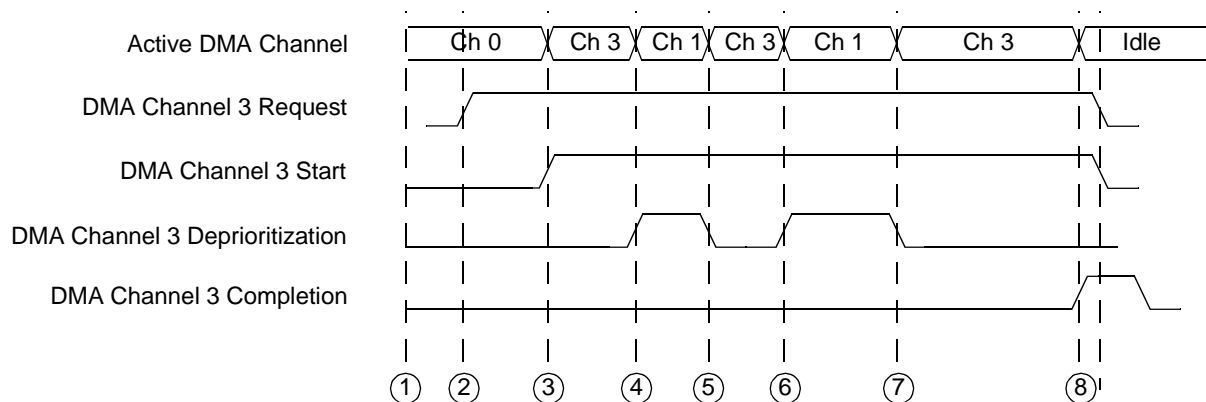 Active DMA Channel Ch 0 Ch 3 Ch 1 Ch 3 Ch 1 Ch 3 Idle
DMA Channel 3 Request
DMA Channel 3 Start
DMA Channel 3 Deprioritization
DMA Channel 3 Completion
1 2 3 4 5 6 7 8